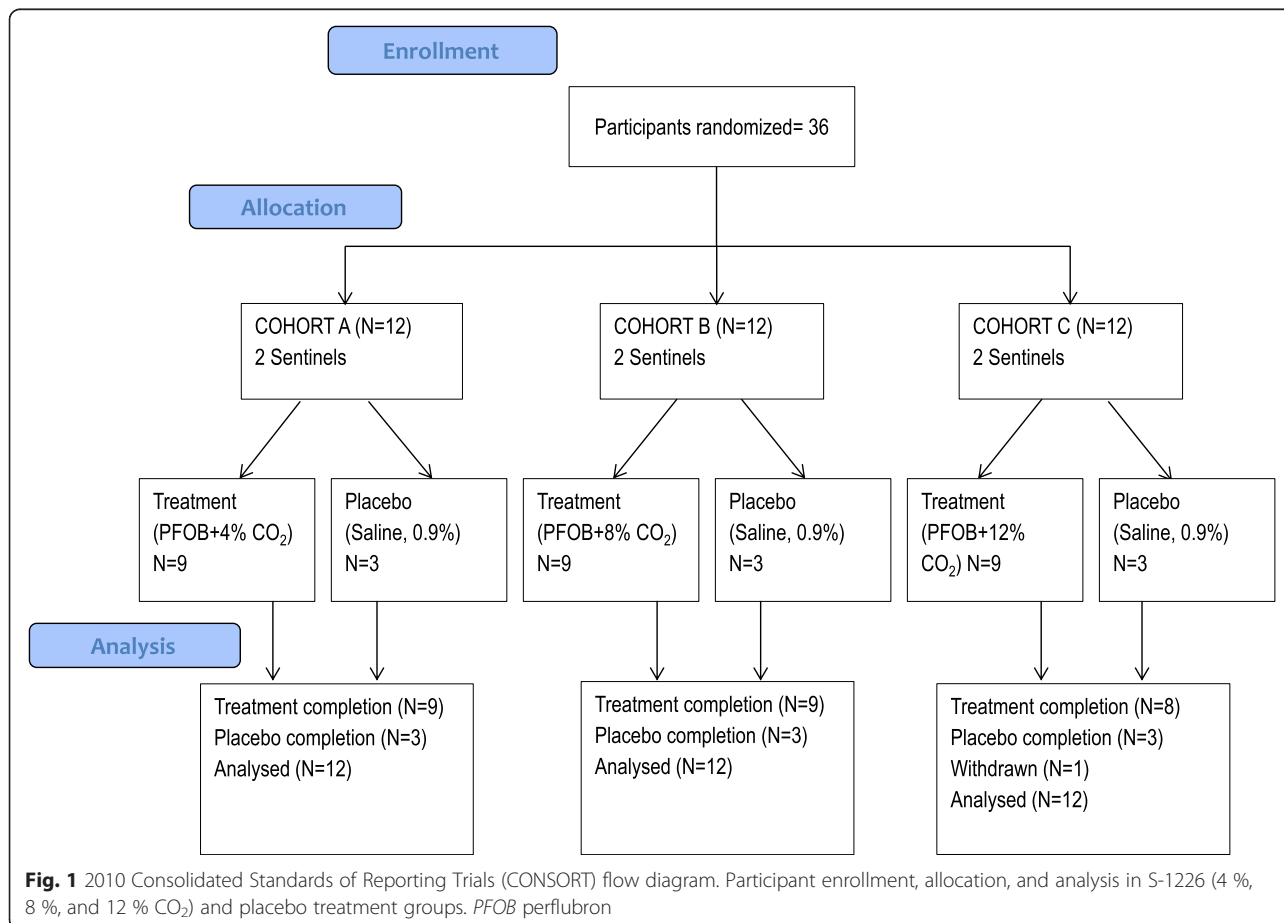 Enrollment
Participants randomized= 36
Allocation
COHORT A (N=12)
2 Sentinels
COHORT B (N=12)
2 Sentinels
COHORT C (N=12)
2 Sentinels
Treatment
(PFOB+4% CO₂)
N=9
Placebo
(Saline, 0.9%)
N=3
Treatment
(PFOB+8% CO₂)
N=9
Placebo
(Saline, 0.9%)
N=3
Treatment
(PFOB+12%
CO₂) N=9
Placebo
(Saline, 0.9%)
N=3
Analysis
Treatment completion (N=9)
Placebo completion (N=3)
Analysed (N=12)
Treatment completion (N=9)
Placebo completion (N=3)
Analysed (N=12)
Treatment completion (N=8)
Placebo completion (N=3)
Withdrawn (N=1)
Analysed (N=12)
Fig. 1 2010 Consolidated Standards of Reporting Trials (CONSORT) flow diagram. Participant enrollment, allocation, and analysis in S-1226 (4 %,
8 %, and 12 % CO₂) and placebo treatment groups. PFOB perflubron